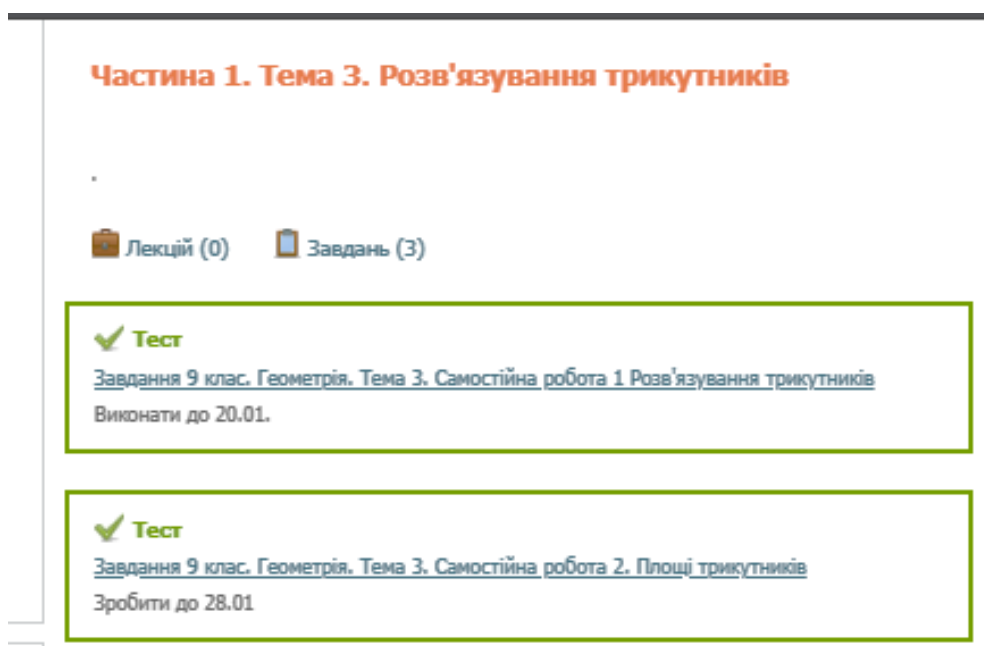 Частина 1. Тема 3. Розв'язування трикутників
.
Лекцій (0) Завдань (3)
Тест
Завдання 9 клас. Геометрія. Тема 3. Самостійна робота 1 Розв'язування трикутників
Виконати до 20.01.
Тест
Завдання 9 клас. Геометрія. Тема 3. Самостійна робота 2. Площі трикутників
Зробити до 28.01